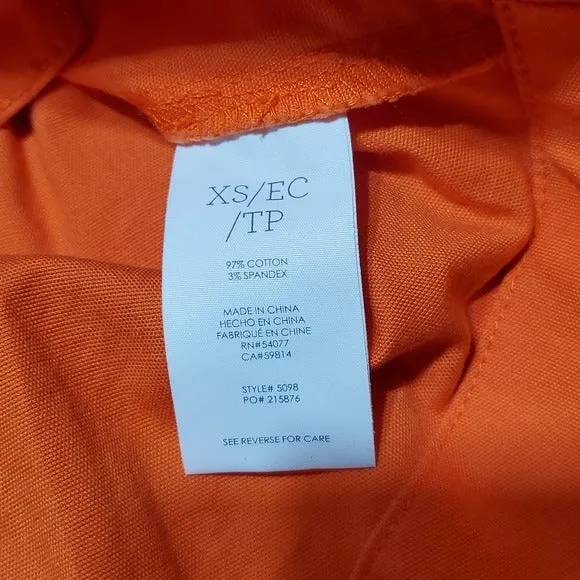 XS/EC
/TP
97% COTTON
3% SPANDEX
MADE IN CHINA
HECHO EN CHINA
FABRIQUÉ EN CHINE
RN#54077
CA#59814
STYLE# 5098
PO# 215876
SEE REVERSE FOR CARE